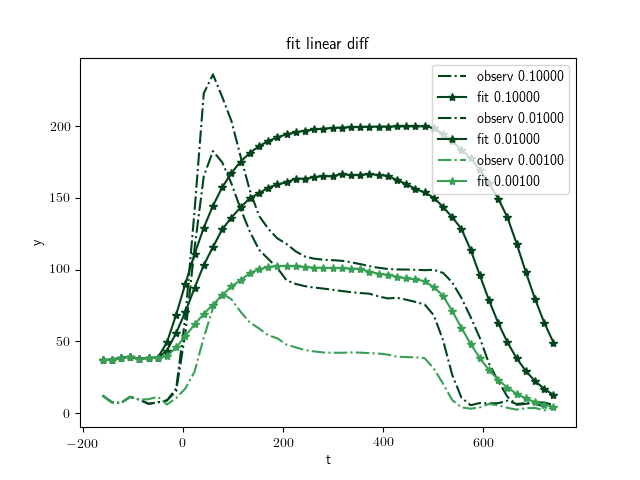 fit linear diff
observ 0.10000
fit 0.10000
observ 0.01000
fit 0.01000
observ 0.00100
fit 0.00100
200
150
100
50
0
y
−200
0
200
400
600
t